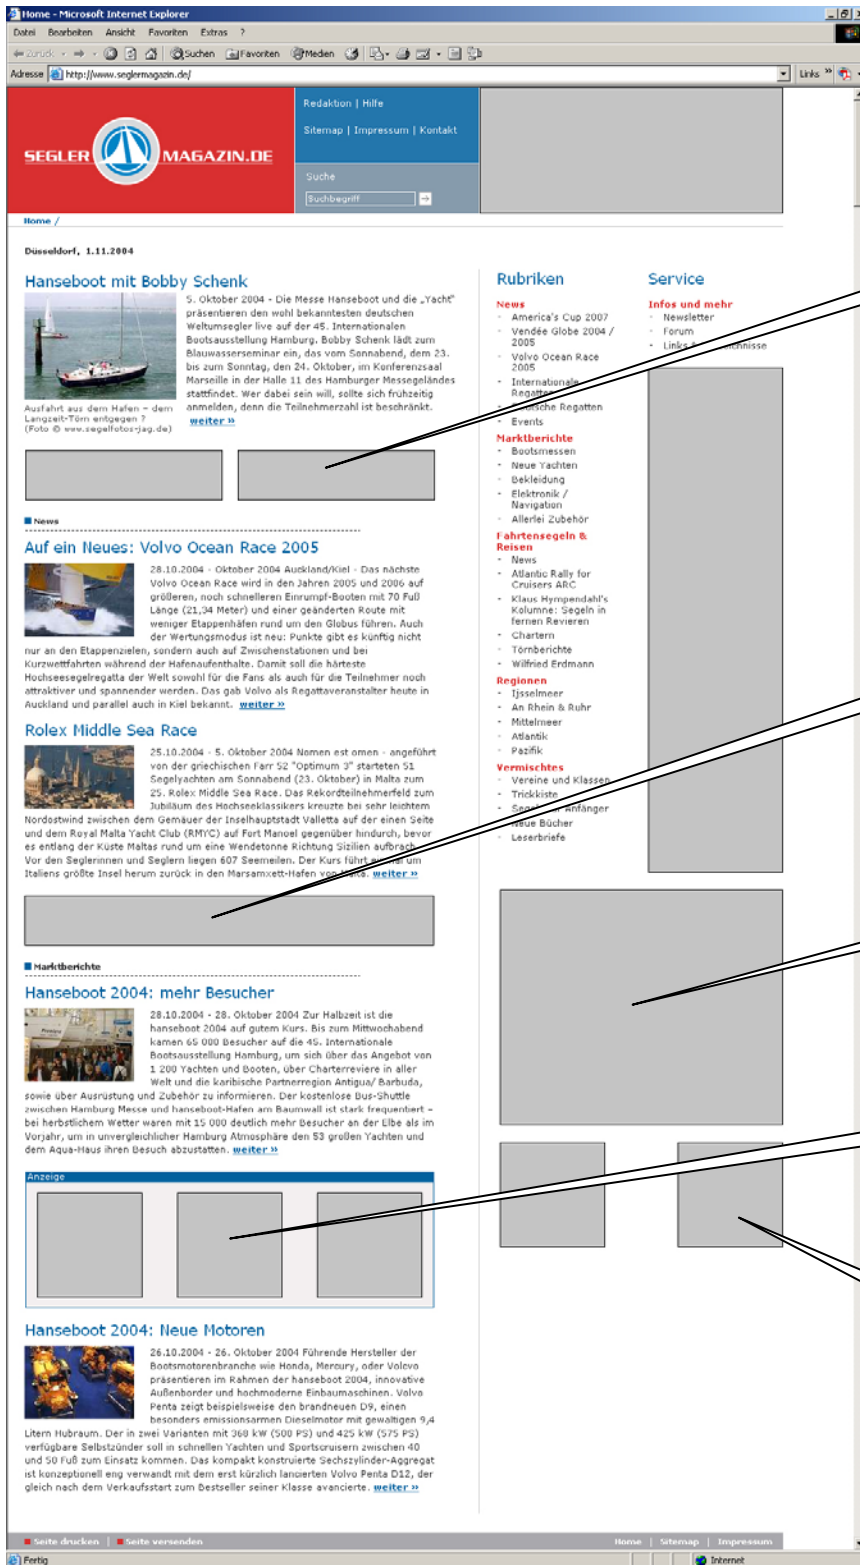 Home - Microsoft Internet Explorer
Datei Bearbeiten Ansicht Favoriten Extras ?
Zurück Suchen Favoriten Medien
Adresse http://www.seglermagazin.de/ Links »
Redaktion | Hilfe
Sitemap | Impressum | Kontakt
SEGLER MAGAZIN.DE
Suche
Suchbegriff
Home /
Düsseldorf, 1.11.2004
Hanseboot mit Bobby Schenk
5. Oktober 2004 - Die Messe Hanseboot und die „Yacht"
präsentieren den wohl bekanntesten deutschen
Weltumsegler live auf der 45. Internationalen
Bootsausstellung Hamburg. Bobby Schenk lädt zum
Blauwasserseminar ein, das vom Sonnabend, dem 23.
bis zum Sonntag, den 24. Oktober, im Konferenzsaal
Marseille in der Halle 11 des Hamburger Messegeländes
stattfindet. Wer dabei sein will, sollte sich frühzeitig
anmelden, denn die Teilnehmerzahl ist beschränkt.
weiter »
Ausfahrt aus dem Hafen – dem
Langzeit-Törn entgegen ?
(Foto © www.segelfotos-jag.de)
News
Auf ein Neues: Volvo Ocean Race 2005
28.10.2004 - Oktober 2004 Auckland/Kiel - Das nächste
Volvo Ocean Race wird in den Jahren 2005 und 2006 auf
größeren, noch schnelleren Einrumpf-Booten mit 70 Fuß
Länge (21,34 Meter) und einer geänderten Route mit
weniger Etappenhäfen rund um den Globus führen. Auch
der Wertungsmodus ist neu: Punkte gibt es künftig nicht
nur an den Etappenzielen, sondern auch auf Zwischenstationen und bei
Kurzwettfahrten während der Hafenaufenthalte. Damit soll die härteste
Hochseesegelregatta der Welt sowohl für die Fans als auch für die Teilnehmer noch
attraktiver und spannender werden. Das gab Volvo als Regattaveranstalter heute in
Auckland und parallel auch in Kiel bekannt. weiter »
Rolex Middle Sea Race
25.10.2004 - 5. Oktober 2004 Nomen est omen - angeführt
von der griechischen Farr 52 "Optimum 3" starteten 51
Segelyachten am Sonnabend (23. Oktober) in Malta zum
25. Rolex Middle Sea Race. Das Rekordteilnehmerfeld zum
Jubiläum des Hochseeklassikers kreuzte bei sehr leichtem
Nordostwind zwischen dem Gemäuer der Inselhauptstadt Valletta auf der einen Seite
und dem Royal Malta Yacht Club (RMYC) auf Fort Manoel gegenüber hindurch, bevor
es entlang der Küste Maltas rund um eine Wendetonne Richtung Sizilien aufbrach.
Vor den Seglerinnen und Seglern liegen 607 Seemeilen. Der Kurs führt einmal um
Italiens größte Insel herum zurück in den Marsamxett-Hafen von Malta. weiter »
Marktberichte
Hanseboot 2004: mehr Besucher
28.10.2004 - 28. Oktober 2004 Zur Halbzeit ist die
hanseboot 2004 auf gutem Kurs. Bis zum Mittwochabend
kamen 65 000 Besucher auf die 45. Internationale
Bootsausstellung Hamburg, um sich über das Angebot von
1 200 Yachten und Booten, über Charterreviere in aller
Welt und die karibische Partnerregion Antigua/ Barbuda,
sowie über Ausrüstung und Zubehör zu informieren. Der kostenlose Bus-Shuttle
zwischen Hamburg Messe und hanseboot-Hafen am Baumwall ist stark frequentiert –
bei herbstlichem Wetter waren mit 15 000 deutlich mehr Besucher an der Elbe als im
Vorjahr, um in unvergleichlicher Hamburg Atmosphäre den 53 großen Yachten und
dem Aqua-Haus ihren Besuch abzustatten. weiter »
Anzeige
Hanseboot 2004: Neue Motoren
26.10.2004 - 26. Oktober 2004 Führende Hersteller der
Bootsmotorenbranche wie Honda, Mercury, oder Volovo
präsentieren im Rahmen der hanseboot 2004, innovative
Außenborder und hochmoderne Einbaumaschinen. Volvo
Penta zeigt beispielsweise den brandneuen D9, einen
besonders emissionsarmen Dieselmotor mit gewaltigen 9,4
Litern Hubraum. Der in zwei Varianten mit 368 kW (500 PS) und 425 kW (575 PS)
verfügbare Selbstzünder soll in schnellen Yachten und Sportcruisern zwischen 40
und 50 Fuß zum Einsatz kommen. Das kompakt konstruierte Sechszylinder-Aggregat
ist konzeptionell eng verwandt mit dem erst kürzlich lancierten Volvo Penta D12, der
gleich nach dem Verkaufsstart zum Bestseller seiner Klasse avancierte. weiter »
Rubriken
News
- America's Cup 2007
- Vendée Globe 2004 /
2005
- Volvo Ocean Race
2005
- Internationale
Regatten
- Deutsche Regatten
- Events
Marktberichte
- Bootsmessen
- Neue Yachten
- Bekleidung
- Elektronik /
Navigation
- Allerlei Zubehör
Fahrtensegeln &
Reisen
- News
- Atlantic Rally for
Cruisers ARC
- Klaus Hympendahl's
Kolumne: Segeln in
fernen Revieren
- Chartern
- Törnberichte
- Wilfried Erdmann
Regionen
- Ijsselmeer
- An Rhein & Ruhr
- Mittelmeer
- Atlantik
- Pazifik
Vermischtes
- Vereine und Klassen
- Trickkiste
- Anfänger
- Neue Bücher
- Leserbriefe
Service
Infos und mehr
- Newsletter
- Forum
- Links &
Seite drucken | Seite versenden
Home | Sitemap | Impressum
Fertig
Internet